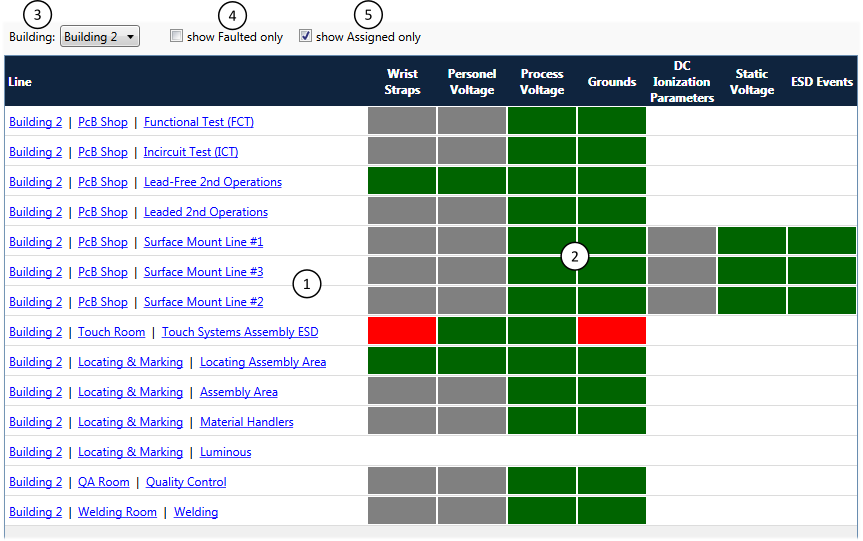 3 4 5
Building: Building 2 show Faulted only show Assigned only
Line Wrist Straps Personel Voltage Process Voltage Grounds DC Ionization Parameters Static Voltage ESD Events
Building 2 | PcB Shop | Functional Test (FCT)
Building 2 | PcB Shop | Incircuit Test (ICT)
Building 2 | PcB Shop | Lead-Free 2nd Operations
Building 2 | PcB Shop | Leaded 2nd Operations
Building 2 | PcB Shop | Surface Mount Line #1
2
Building 2 | PcB Shop | Surface Mount Line #3
1
Building 2 | PcB Shop | Surface Mount Line #2
Building 2 | Touch Room | Touch Systems Assembly ESD
Building 2 | Locating & Marking | Locating Assembly Area
Building 2 | Locating & Marking | Assembly Area
Building 2 | Locating & Marking | Material Handlers
Building 2 | Locating & Marking | Luminous
Building 2 | QA Room | Quality Control
Building 2 | Welding Room | Welding